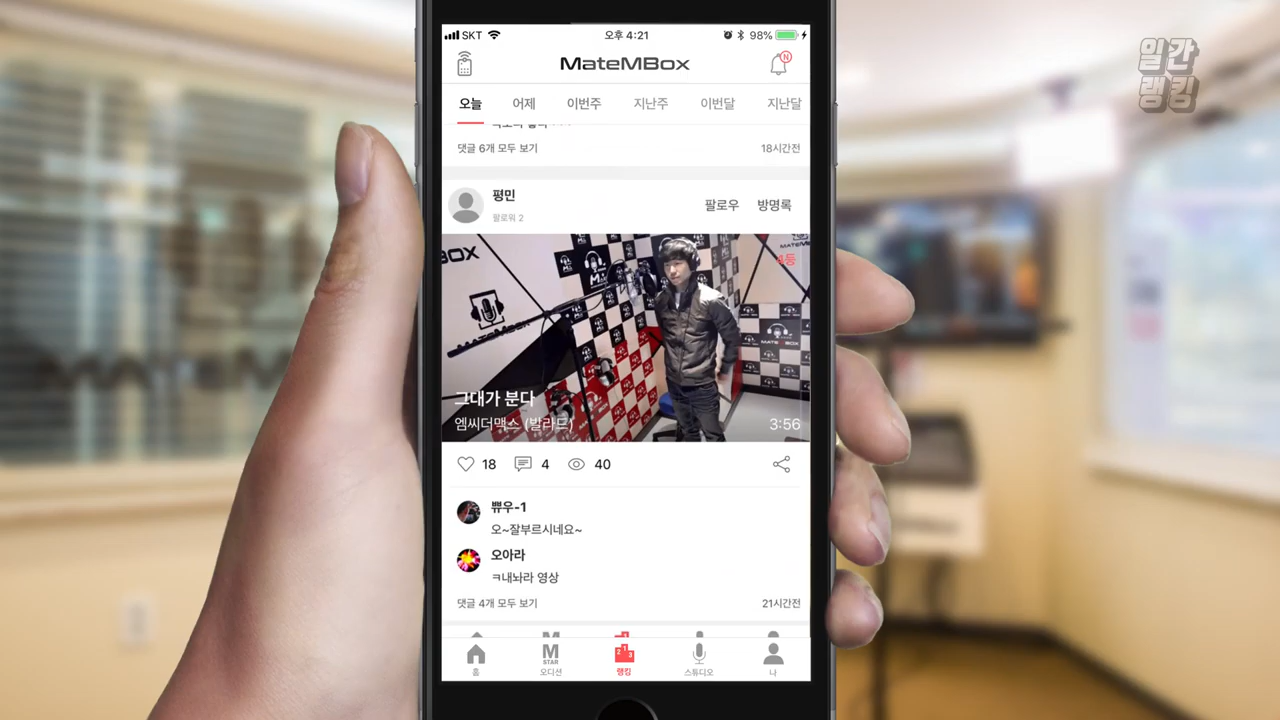 SKT 오후 4:21 98%
일간
랭킹
MateMBox N
오늘 어제 이번주 지난주 이번달 지난달
댓글 6개 모두 보기 18시간전
평민
팔로워 2
팔로우 방명록
BOX
4등
MATEMBOX
그대가 분다
엠씨더맥스 (발라드) 3:56
18 4 40
쀼우-1
오~잘부르시네요~
오아라
ㅋ내놔라 영상
댓글 4개 모두 보기 21시간전
M STAR
홈 오디션 랭킹 스튜디오 나